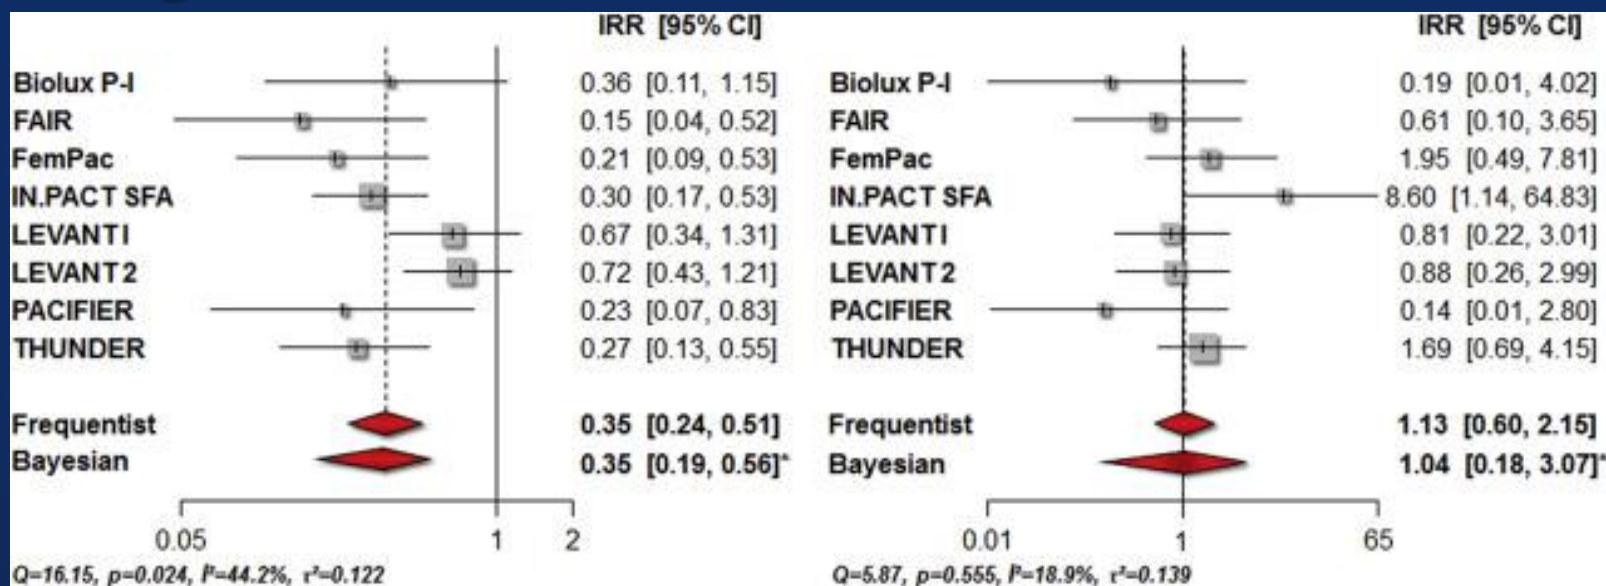 IRR [95% CI]
Biolux P-I 0.36 [0.11, 1.15]
FAIR 0.15 [0.04, 0.52]
FemPac 0.21 [0.09, 0.53]
IN.PACT SFA 0.30 [0.17, 0.53]
LEVANT I 0.67 [0.34, 1.31]
LEVANT 2 0.72 [0.43, 1.21]
PACIFIER 0.23 [0.07, 0.83]
THUNDER 0.27 [0.13, 0.55]
Frequentist 0.35 [0.24, 0.51]
Bayesian 0.35 [0.19, 0.56]*
0.05 1 2
Q=16.15, p=0.024, I²=44.2%, τ²=0.122
IRR [95% CI]
Biolux P-I 0.19 [0.01, 4.02]
FAIR 0.61 [0.10, 3.65]
FemPac 1.95 [0.49, 7.81]
IN.PACT SFA 8.60 [1.14, 64.83]
LEVANT I 0.81 [0.22, 3.01]
LEVANT 2 0.88 [0.26, 2.99]
PACIFIER 0.14 [0.01, 2.80]
THUNDER 1.69 [0.69, 4.15]
Frequentist 1.13 [0.60, 2.15]
Bayesian 1.04 [0.18, 3.07]*
0.01 1 65
Q=5.87, p=0.555, I²=18.9%, τ²=0.139